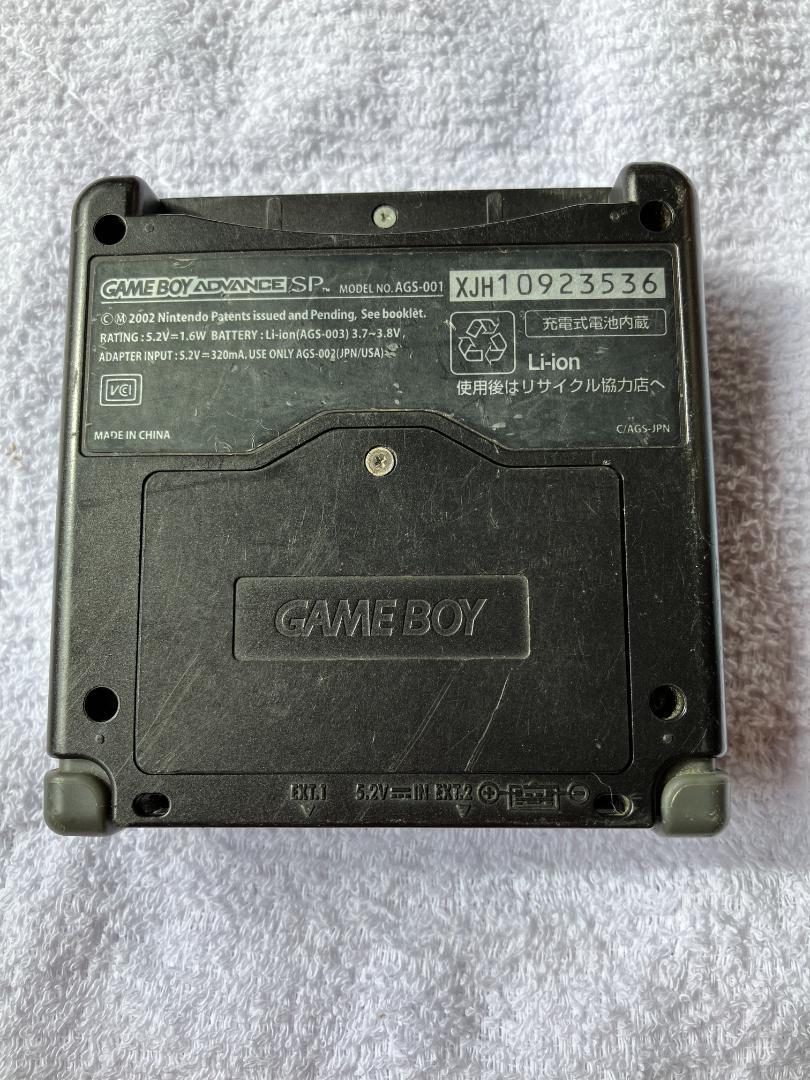 GAME BOY ADVANCE SP™ MODEL NO. AGS-001 XJH10923536
ⒸⓂ 2002 Nintendo Patents issued and Pending, See booklet.
RATING : 5.2V⎓1.6W BATTERY : Li-ion(AGS-003) 3.7~3.8V,
ADAPTER INPUT : 5.2V⎓320mA. USE ONLY AGS-002(JPN/USA)
充電式電池内蔵
Li-ion
使用後はリサイクル協力店へ
VCI
MADE IN CHINA
C/AGS-JPN
GAME BOY
EXT.1 5.2V⎓IN EXT.2